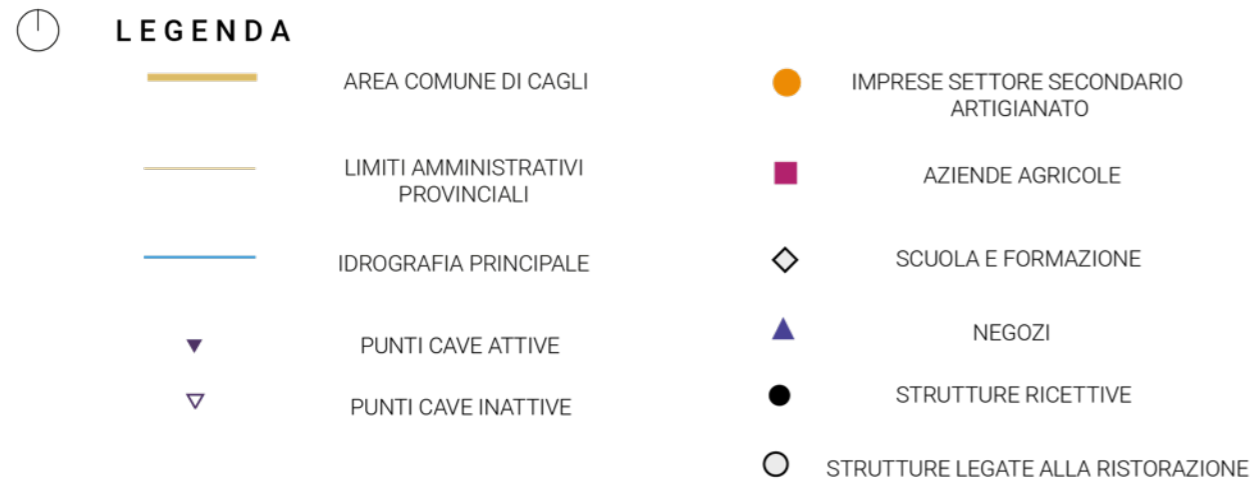 LEGENDA
AREA COMUNE DI CAGLI
LIMITI AMMINISTRATIVI
PROVINCIALI
IDROGRAFIA PRINCIPALE
PUNTI CAVE ATTIVE
PUNTI CAVE INATTIVE
IMPRESE SETTORE SECONDARIO
ARTIGIANATO
AZIENDE AGRICOLE
SCUOLA E FORMAZIONE
NEGOZI
STRUTTURE RICETTIVE
STRUTTURE LEGATE ALLA RISTORAZIONE